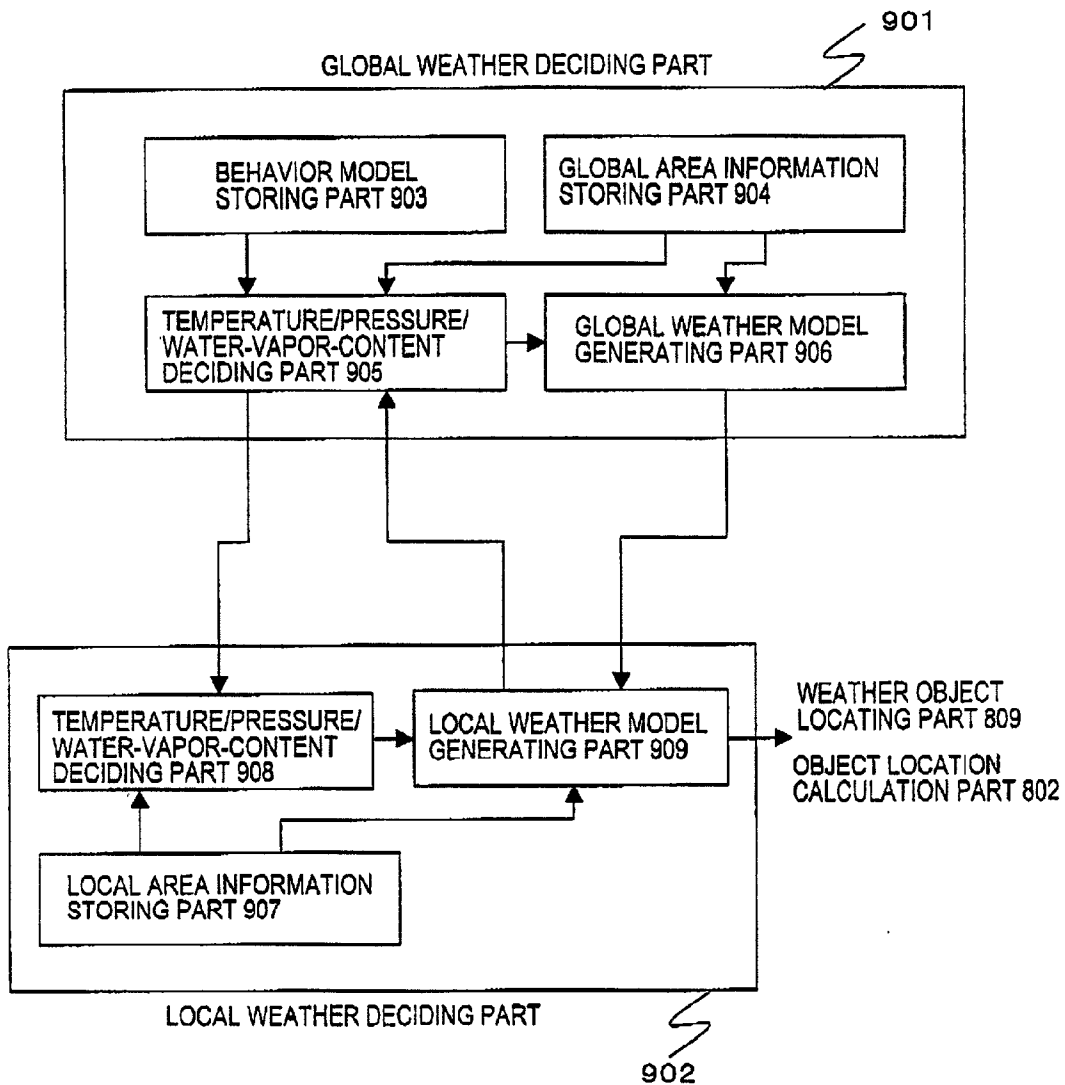 901
GLOBAL WEATHER DECIDING PART
BEHAVIOR MODEL
STORING PART 903
GLOBAL AREA INFORMATION
STORING PART 904
TEMPERATURE/PRESSURE/
WATER-VAPOR-CONTENT
DECIDING PART 905
GLOBAL WEATHER MODEL
GENERATING PART 906
TEMPERATURE/PRESSURE/
WATER-VAPOR-CONTENT
DECIDING PART 908
LOCAL WEATHER MODEL
GENERATING PART 909
WEATHER OBJECT
LOCATING PART 809
OBJECT LOCATION
CALCULATION PART 802
LOCAL AREA INFORMATION
STORING PART 907
LOCAL WEATHER DECIDING PART
902